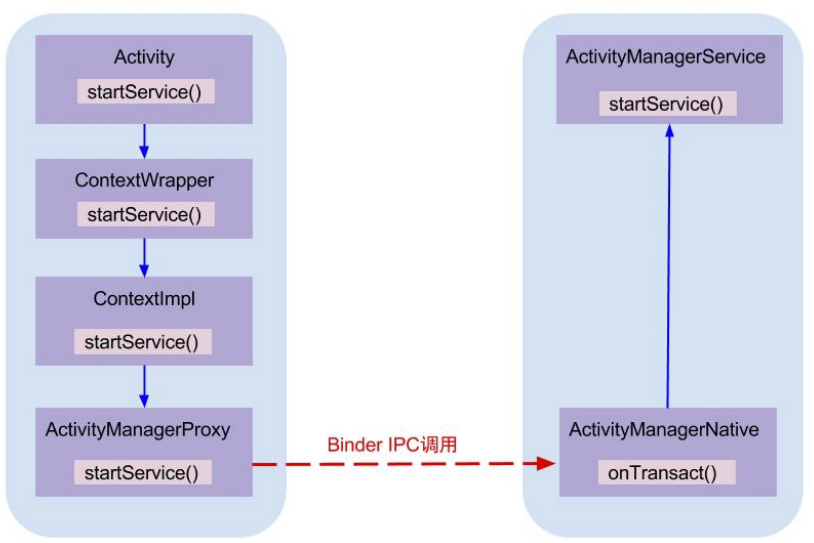 Activity
startService()
ContextWrapper
startService()
ContextImpl
startService()
ActivityManagerProxy
startService()
Binder IPC调用
ActivityManagerService
startService()
ActivityManagerNative
onTransact()